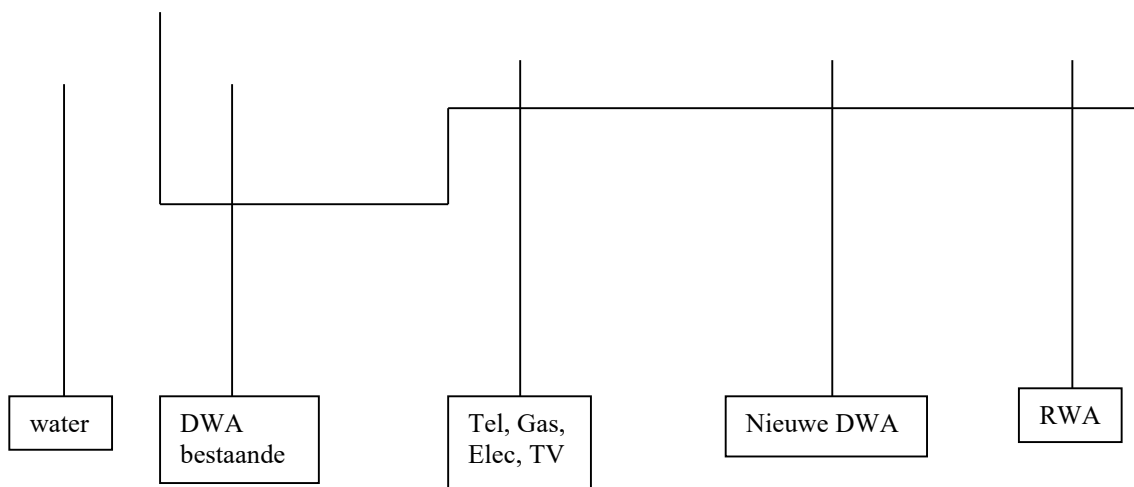 water
DWA
bestaande
Tel, Gas,
Elec, TV
Nieuwe DWA
RWA